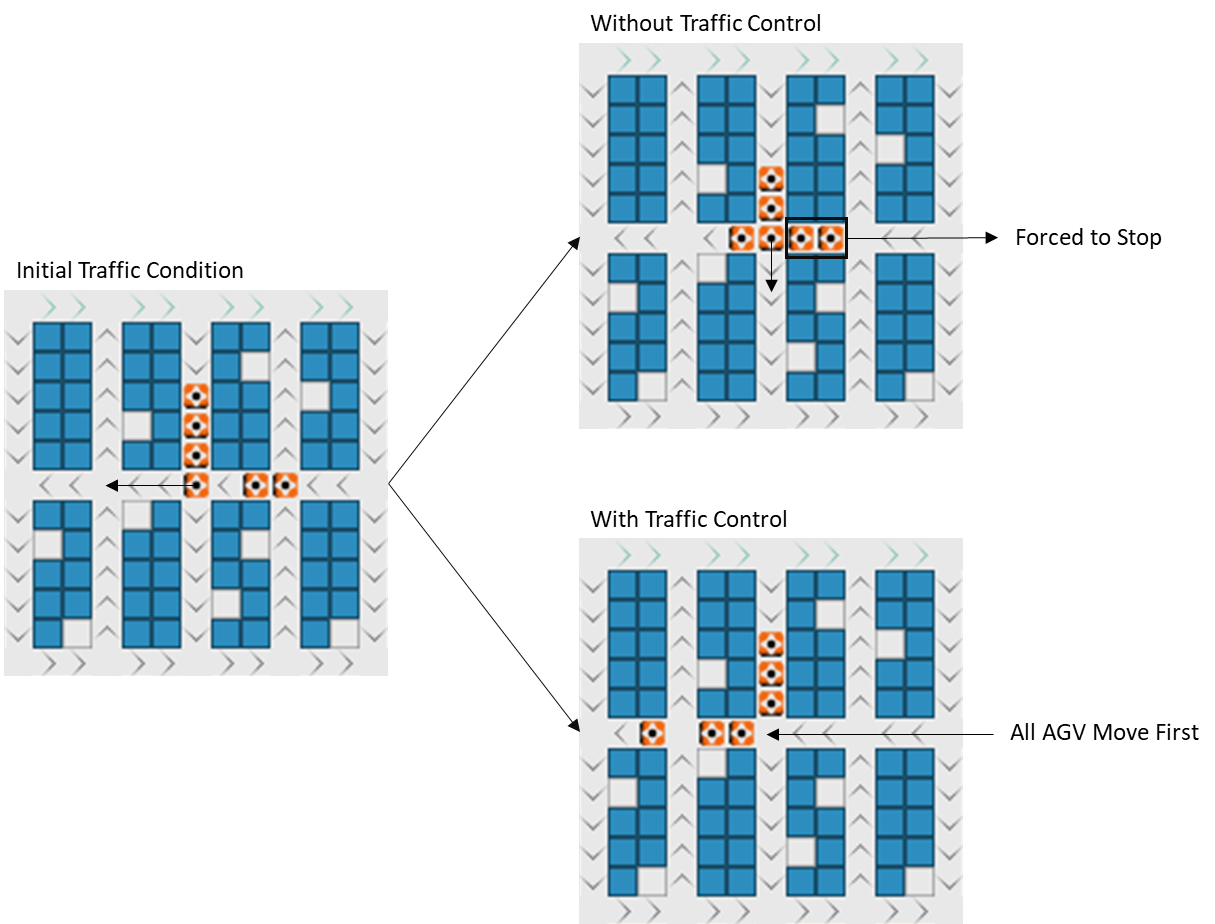 Without Traffic Control
Forced to Stop
Initial Traffic Condition
With Traffic Control
All AGV Move First